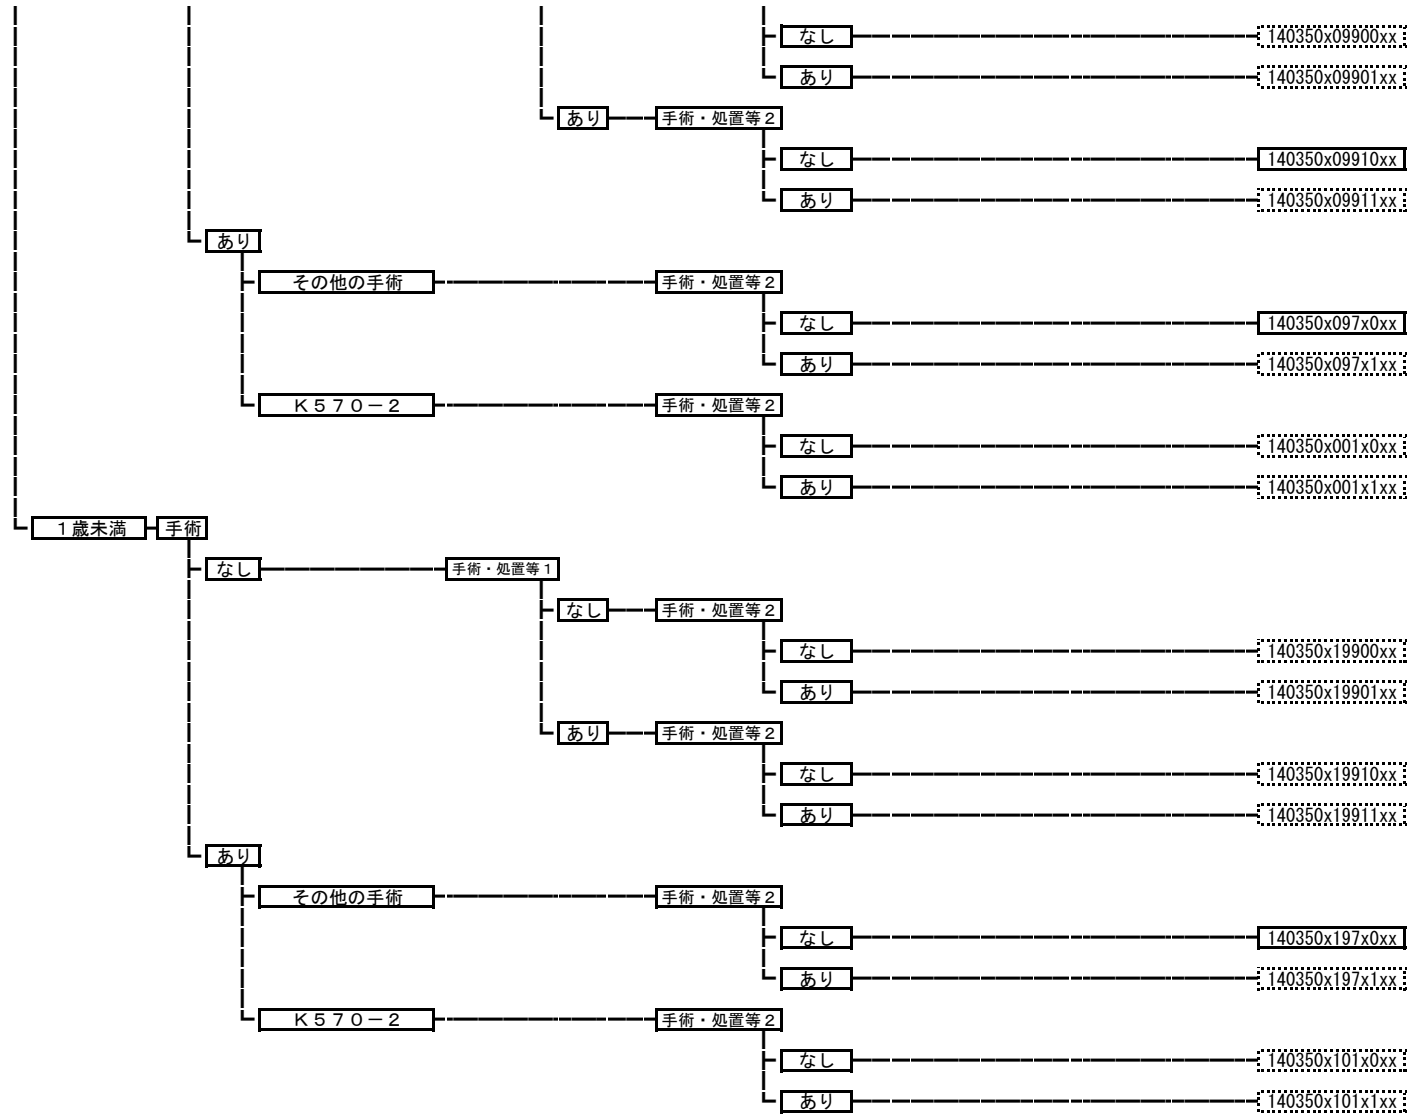 なし 140350x09900xx
あり 140350x09901xx
あり 手術・処置等２
なし 140350x09910xx
あり 140350x09911xx
あり
その他の手術 手術・処置等２
なし 140350x097x0xx
あり 140350x097x1xx
Ｋ５７０－２ 手術・処置等２
なし 140350x001x0xx
あり 140350x001x1xx
１歳未満 手術
なし 手術・処置等１
なし 手術・処置等２
なし 140350x19900xx
あり 140350x19901xx
あり 手術・処置等２
なし 140350x19910xx
あり 140350x19911xx
あり
その他の手術 手術・処置等２
なし 140350x197x0xx
あり 140350x197x1xx
Ｋ５７０－２ 手術・処置等２
なし 140350x101x0xx
あり 140350x101x1xx